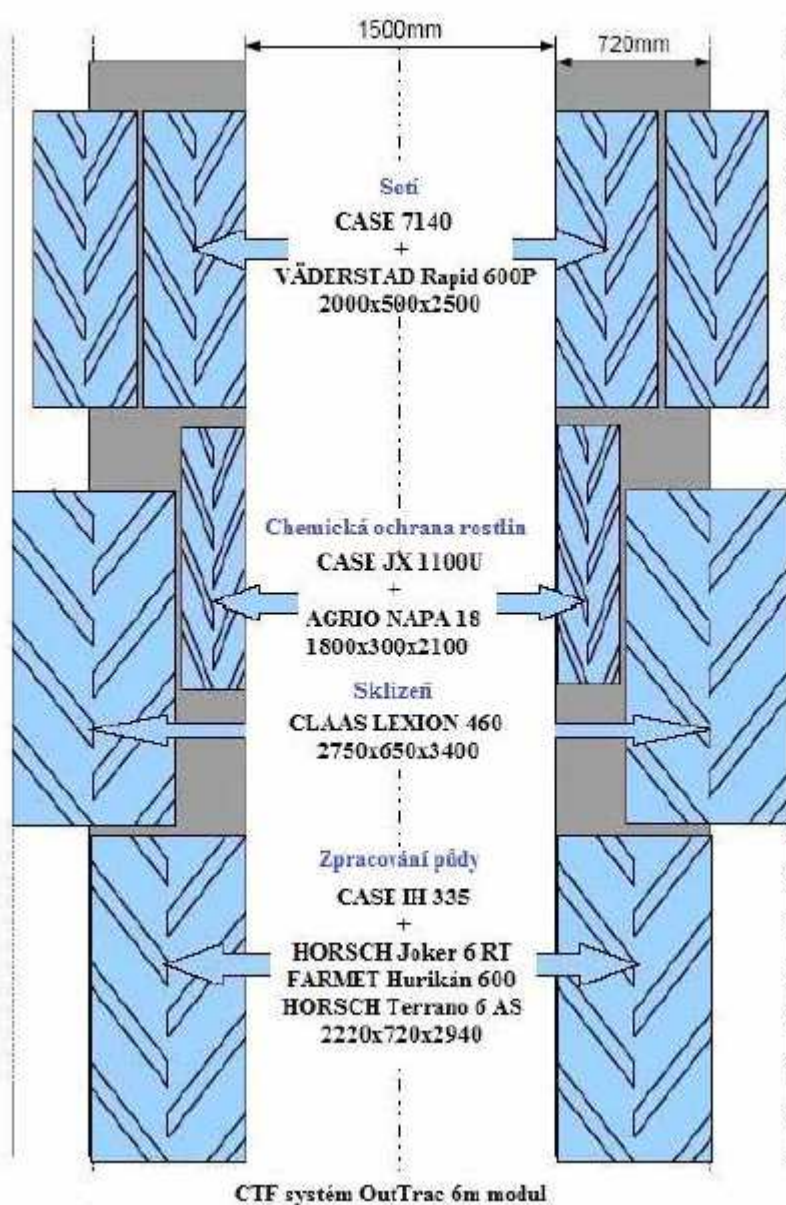 1500mm
720mm
Setí
CASE 7140
+
VÄDERSTAD Rapid 600P
2000x500x2500
Chemická ochrana rostlin
CASE JX 1100U
+
AGRIO NAPA 18
1800x300x2100
Sklizeň
CLAAS LEXION 460
2750x650x3400
Zpracování půdy
CASE IH 335
+
HORSCH Joker 6 RT
FARMET Hurikán 600
HORSCH Terrano 6 AS
2220x720x2940
CTF systém OutTrac 6m modul